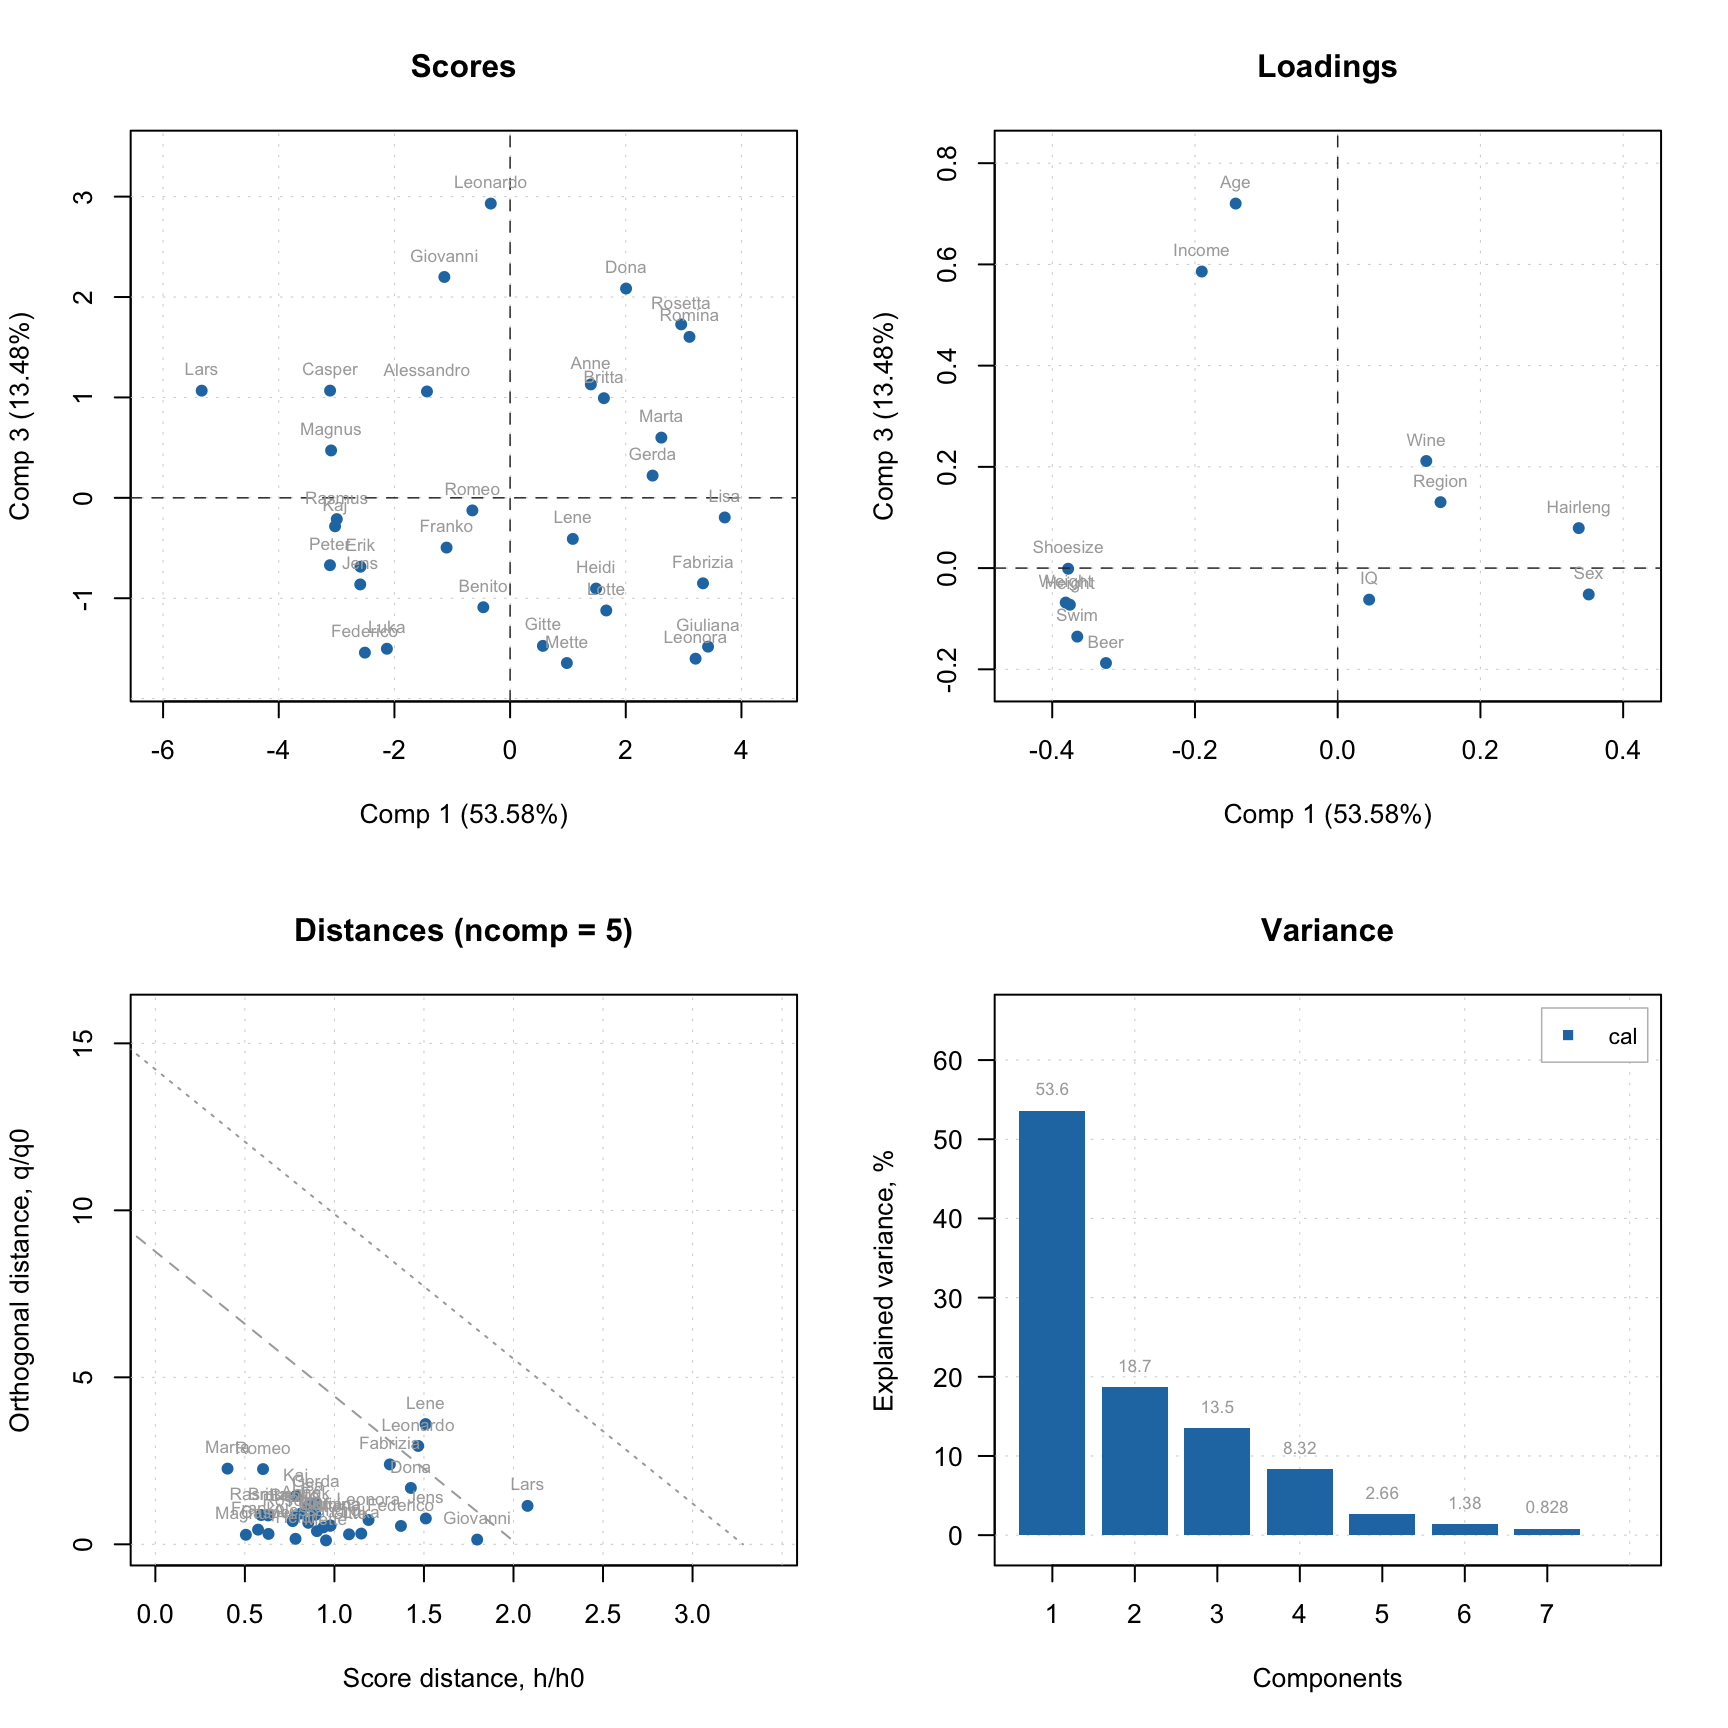 Scores
Comp 3 (13.48%)
3
2
1
0
-1
Leonardo
Giovanni
Dona
Rosetta
Romina
Lars
Casper
Alessandro
Anne
Britta
Magnus
Marta
Gerda
Rasmus
Kaj
Romeo
Lisa
Franko
Lene
Peter
Erik
Jens
Heidi
Fabrizia
Benito
Lotte
Federico
Luka
Gitte
Mette
Giuliana
Leonora
-6 -4 -2 0 2 4
Comp 1 (53.58%)
Loadings
Comp 3 (13.48%)
0.8
0.6
0.4
0.2
0.0
-0.2
Age
Income
Wine
Region
Hairleng
Shoesize
Weight
Height
IQ
Sex
Swim
Beer
-0.4 -0.2 0.0 0.2 0.4
Comp 1 (53.58%)
Distances (ncomp = 5)
Orthogonal distance, q/q0
15
10
5
0
Lene
Leonardo
Fabrizia
Romeo
Dona
Lars
Kaj
Gerda
Leonora
Jens
Federico
Giovanni
0.0 0.5 1.0 1.5 2.0 2.5 3.0
Score distance, h/h0
Variance
Explained variance, %
60
50
40
30
20
10
0
cal
53.6
18.7
13.5
8.32
2.66
1.38
0.828
1 2 3 4 5 6 7
Components